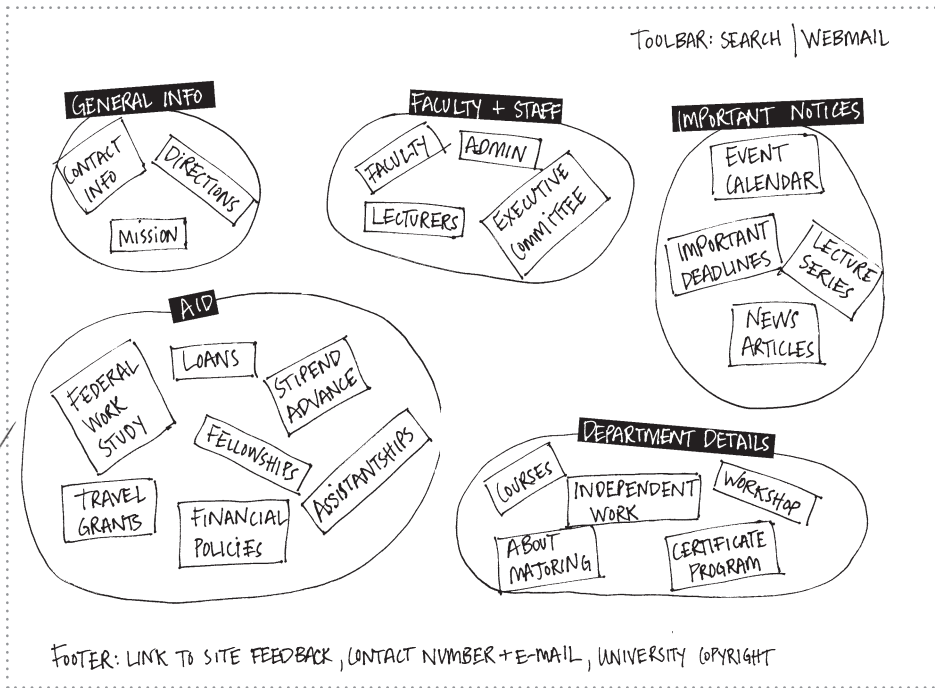 TOOLBAR: SEARCH | WEBMAIL
GENERAL INFO
CONTACT
INFO
DIRECTIONS
MISSION
FACULTY + STAFF
FACULTY
ADMIN
LECTURERS
EXECUTIVE
COMMITTEE
IMPORTANT NOTICES
EVENT
CALENDAR
IMPORTANT
DEADLINES
LECTURE
SERIES
NEWS
ARTICLES
AID
FEDERAL
WORK
STUDY
LOANS
STIPEND
ADVANCE
FELLOWSHIPS
ASSISTANTSHIPS
TRAVEL
GRANTS
FINANCIAL
POLICIES
DEPARTMENT DETAILS
COURSES
INDEPENDENT
WORK
WORKSHOP
ABOUT
MAJORING
CERTIFICATE
PROGRAM
FOOTER: LINK TO SITE FEEDBACK, CONTACT NUMBER + E-MAIL, UNIVERSITY COPYRIGHT